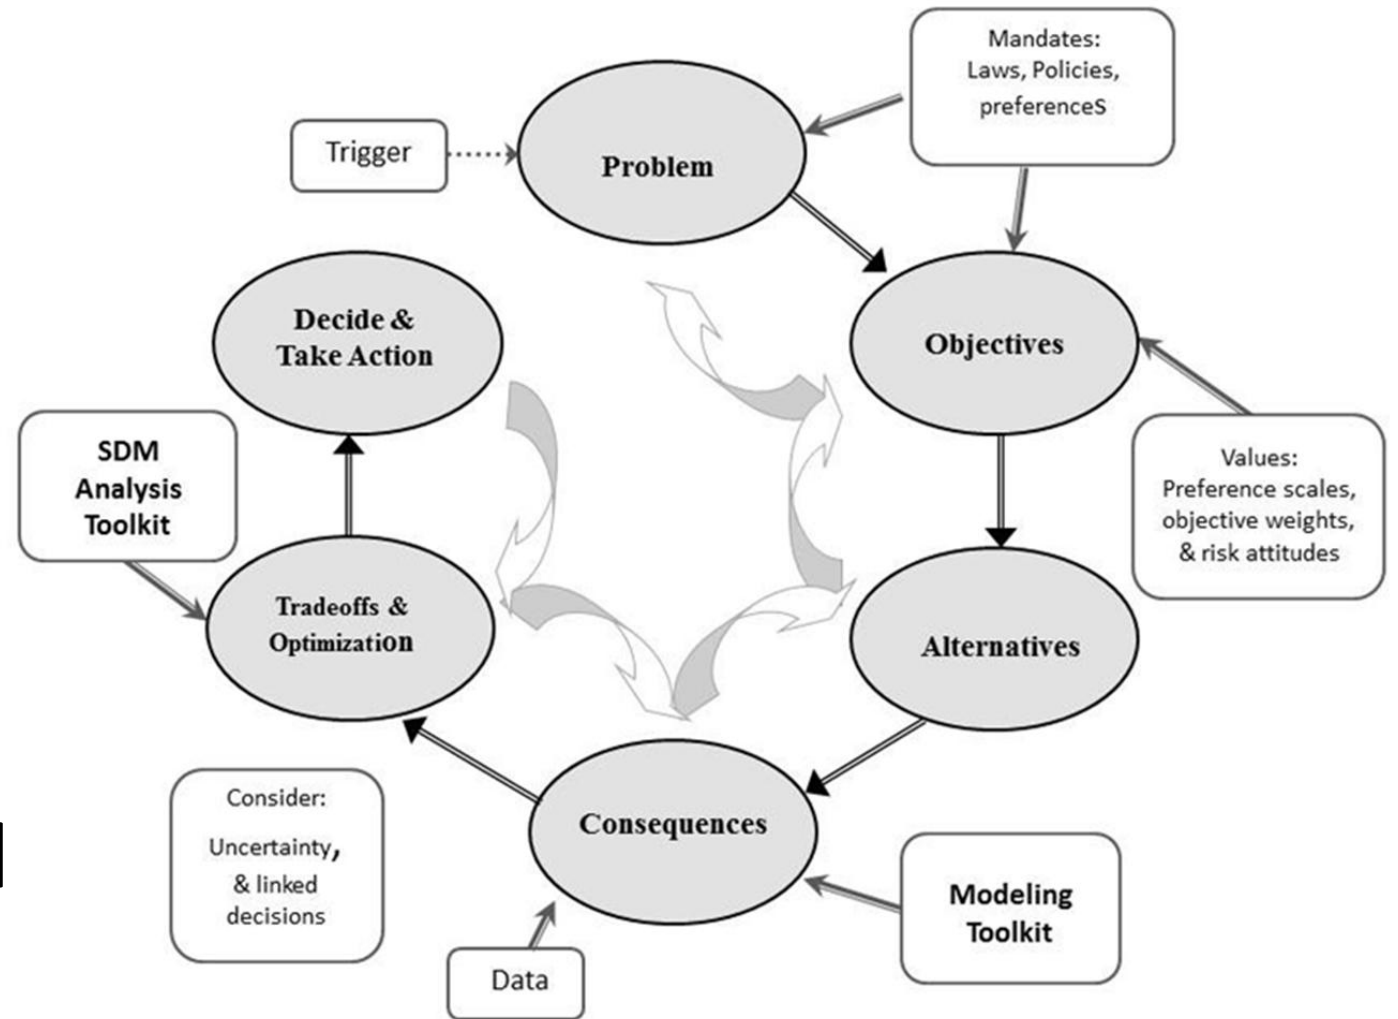 Mandates:
Laws, Policies,
preferences
Trigger
Problem
Decide &
Take Action
Objectives
SDM
Analysis
Toolkit
Values:
Preference scales,
objective weights,
& risk attitudes
Tradeoffs &
Optimization
Alternatives
Consider:
Uncertainty,
& linked
decisions
Consequences
Modeling
Toolkit
Data